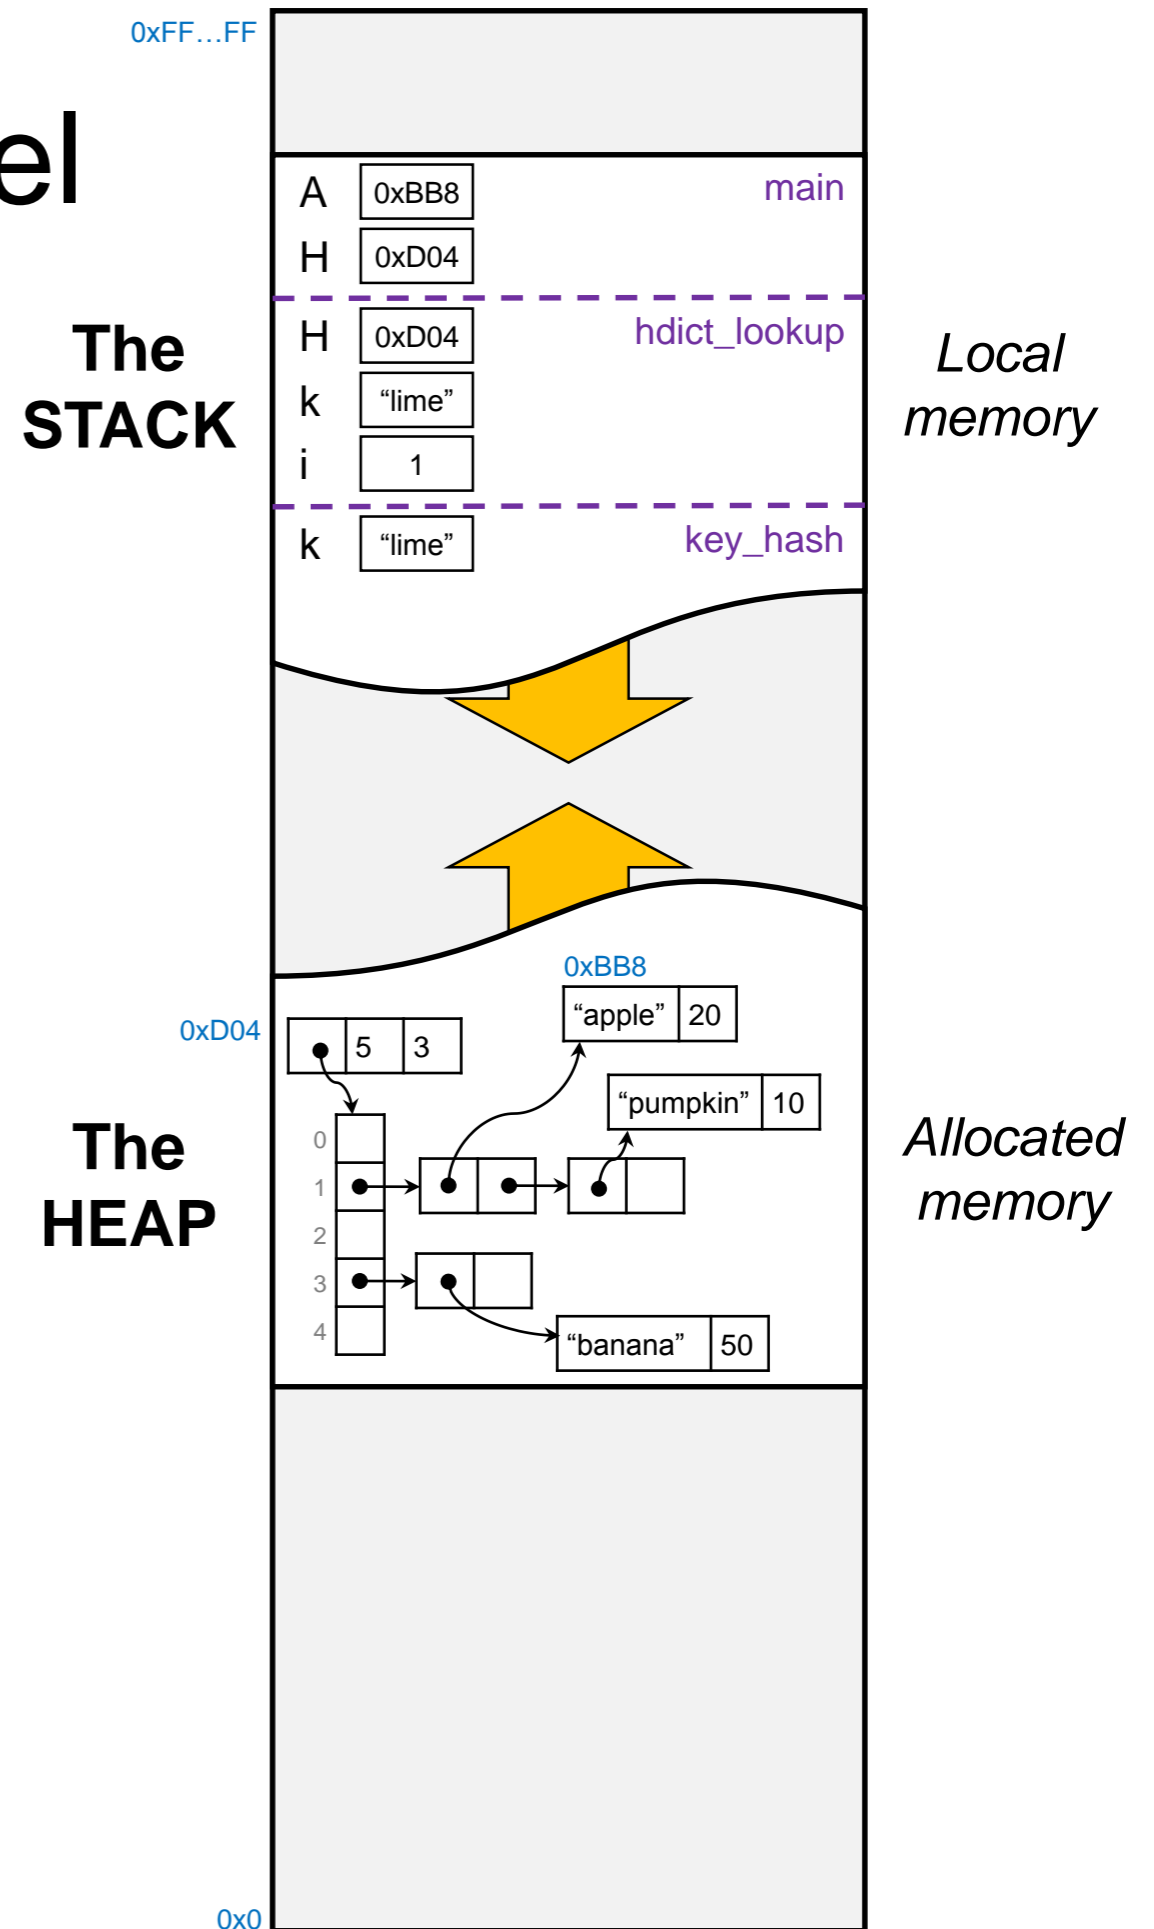 0xFF…FF
el
A 0xBB8 main
H 0xD04
The
STACK
H 0xD04 hdict_lookup
k “lime”
i 1
Local
memory
k “lime” key_hash
0xBB8
“apple” 20
0xD04
5 3
“pumpkin” 10
The
HEAP
0
1
2
3
4
Allocated
memory
“banana” 50
0x0